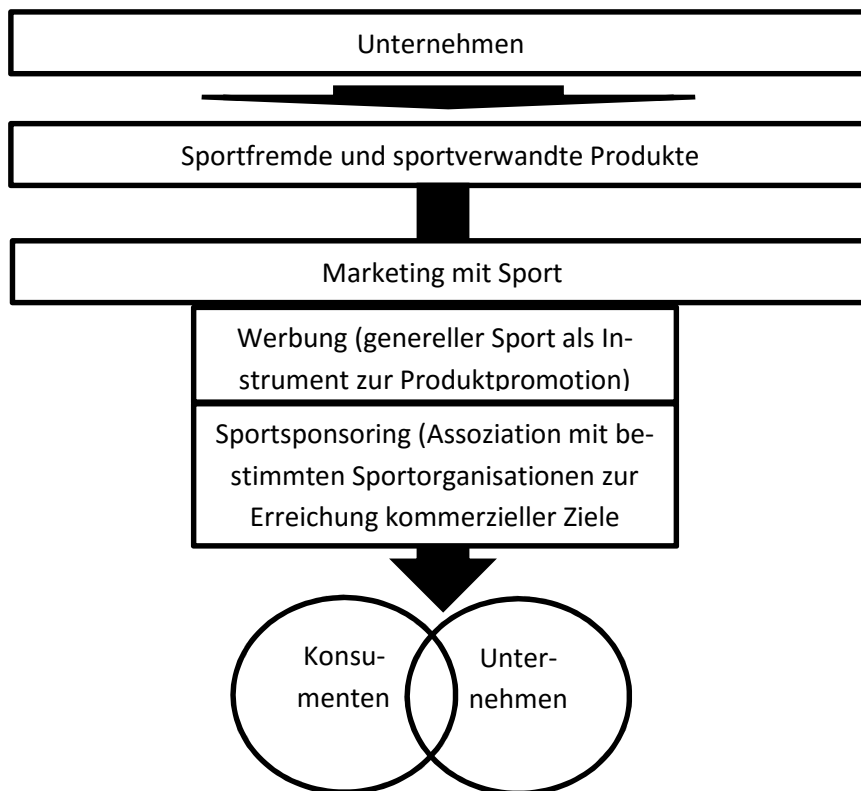 Unternehmen
Sportfremde und sportverwandte Produkte
Marketing mit Sport
Werbung (genereller Sport als In-
strument zur Produktpromotion)
Sportsponsoring (Assoziation mit be-
stimmten Sportorganisationen zur
Erreichung kommerzieller Ziele
Konsu-
menten
Unter-
nehmen